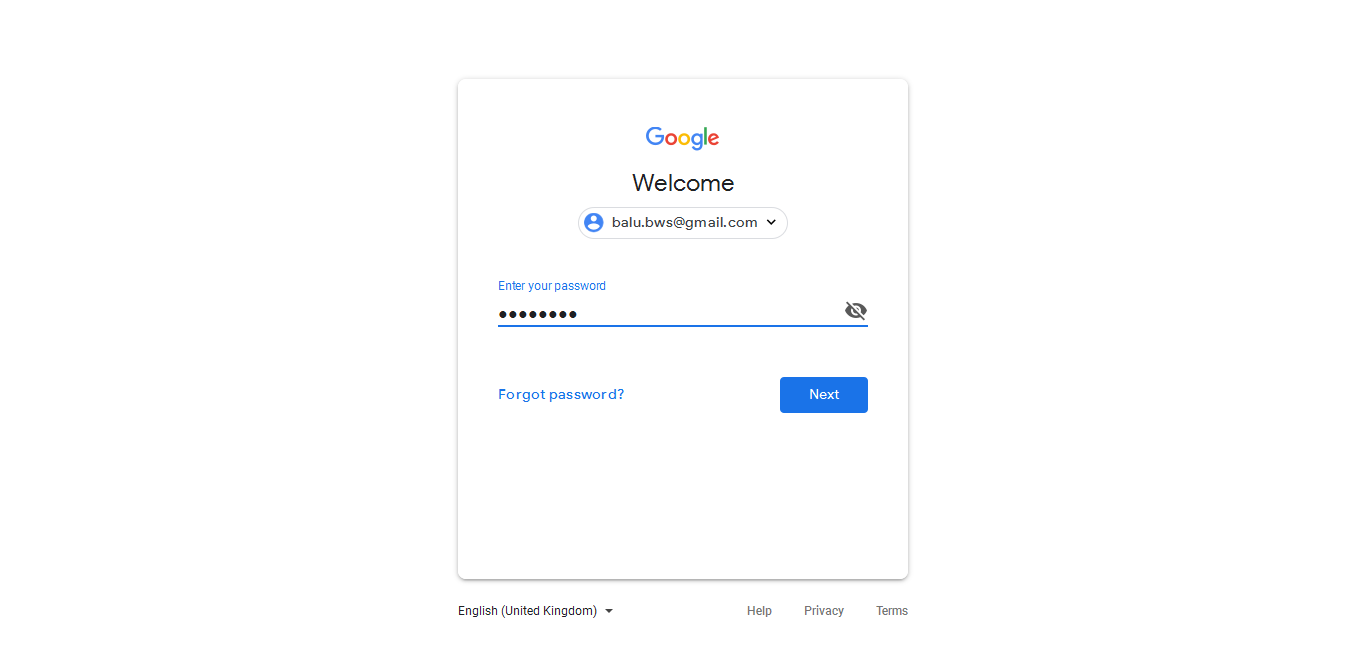 Google
Welcome
balu.bws@gmail.com
Enter your password
••••••••
Forgot password?
Next
English (United Kingdom)
Help
Privacy
Terms